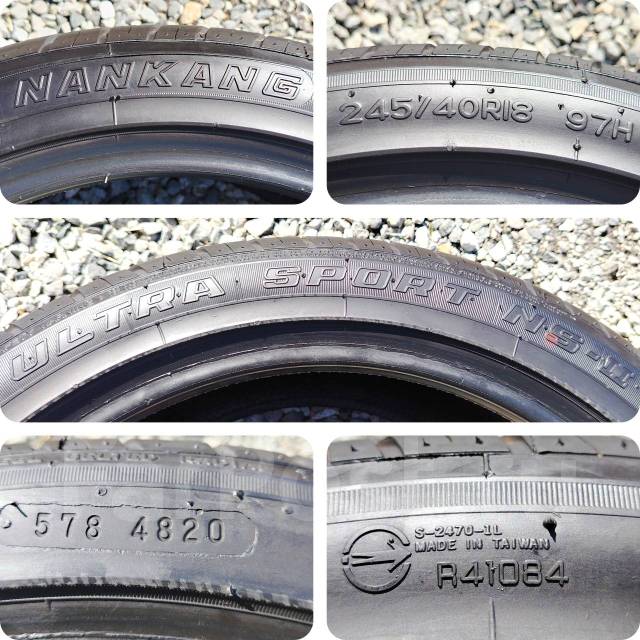 NANKANG
245/40R18 97H
ULTRA SPORT NS-II
578 4820
S-2470-1L
MADE IN TAIWAN
R41084